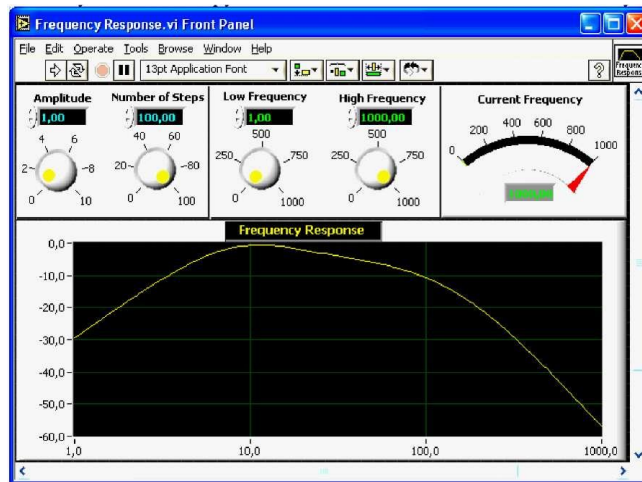 Frequency Response.vi Front Panel
File Edit Operate Tools Browse Window Help
13pt Application Font
?
Frequency
Response
Amplitude
1,00
0 2 4 6 8 10
Number of Steps
100,00
0 20 40 60 80 100
Low Frequency
1,00
0 250 500 750 1000
High Frequency
1000,00
0 250 500 750 1000
Current Frequency
0 200 400 600 800 1000
Frequency Response
0,0
-10,0
-20,0
-30,0
-40,0
-50,0
-60,0
1,0 10,0 100,0 1000,0